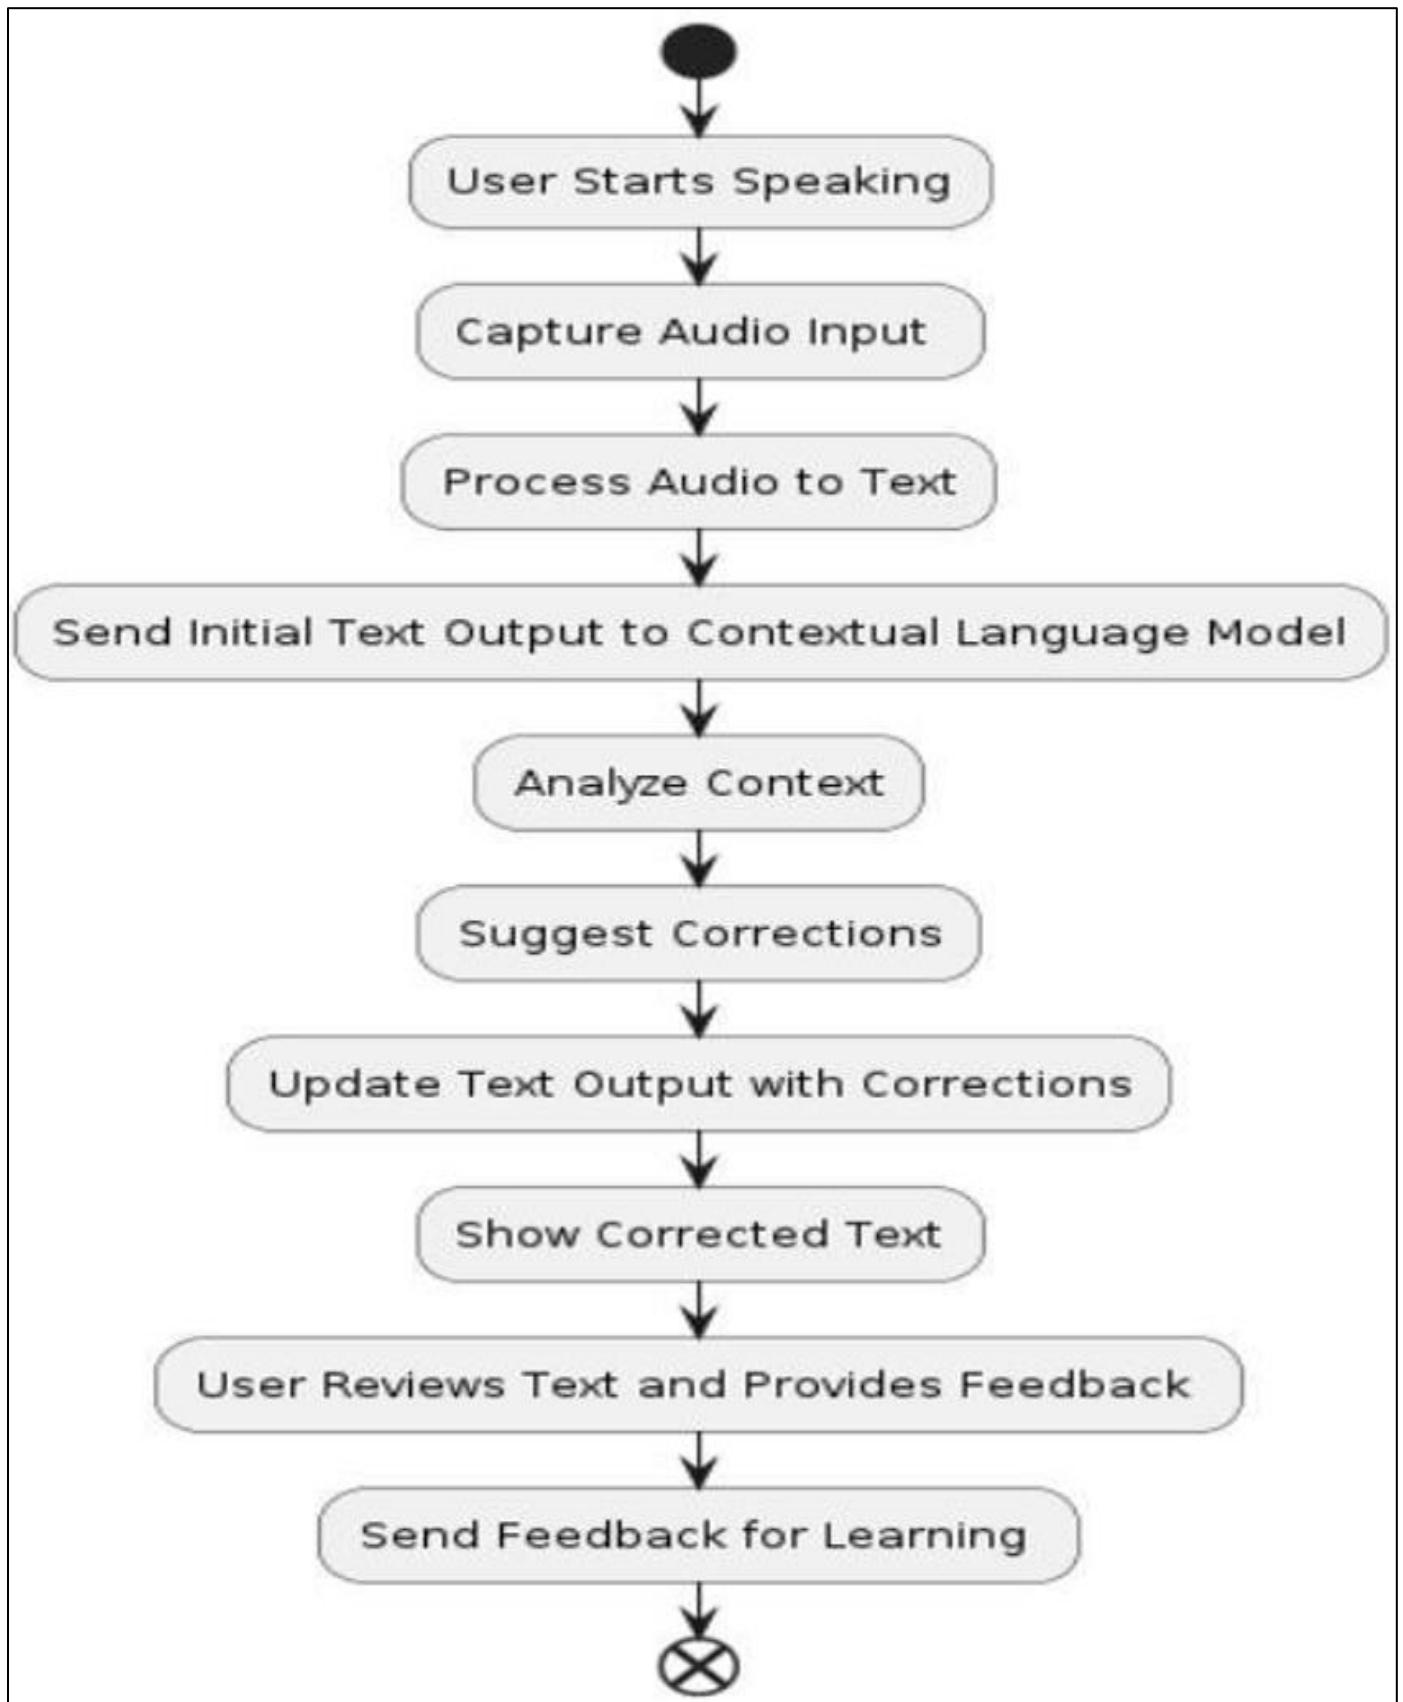 User Starts Speaking
Capture Audio Input
Process Audio to Text
Send Initial Text Output to Contextual Language Model
Analyze Context
Suggest Corrections
Update Text Output with Corrections
Show Corrected Text
User Reviews Text and Provides Feedback
Send Feedback for Learning